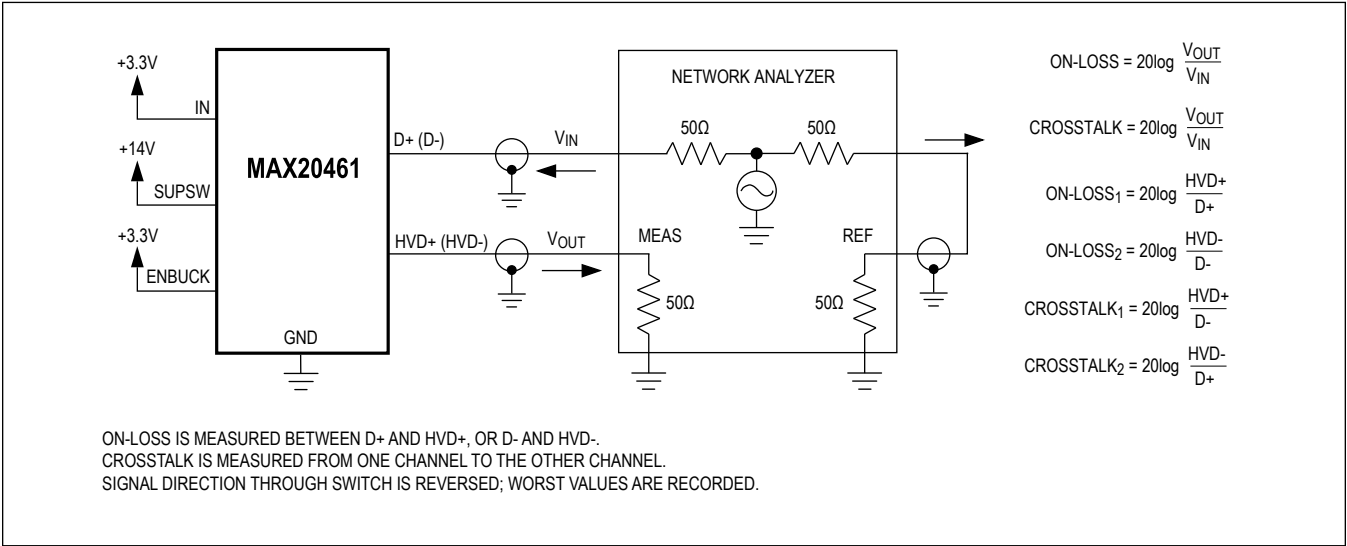 +3.3V
IN
+14V
SUPSW
+3.3V
ENBUCK
MAX20461
GND
D+ (D-)
HVD+ (HVD-)
VIN
VOUT
NETWORK ANALYZER
50Ω
50Ω
MEAS
REF
50Ω
50Ω
ON-LOSS = 20log VOUT
VIN
CROSSTALK = 20log VOUT
VIN
ON-LOSS1 = 20log HVD+
D+
ON-LOSS2 = 20log HVD-
D-
CROSSTALK1 = 20log HVD+
D-
CROSSTALK2 = 20log HVD-
D+
ON-LOSS IS MEASURED BETWEEN D+ AND HVD+, OR D- AND HVD-.
CROSSTALK IS MEASURED FROM ONE CHANNEL TO THE OTHER CHANNEL.
SIGNAL DIRECTION THROUGH SWITCH IS REVERSED; WORST VALUES ARE RECORDED.